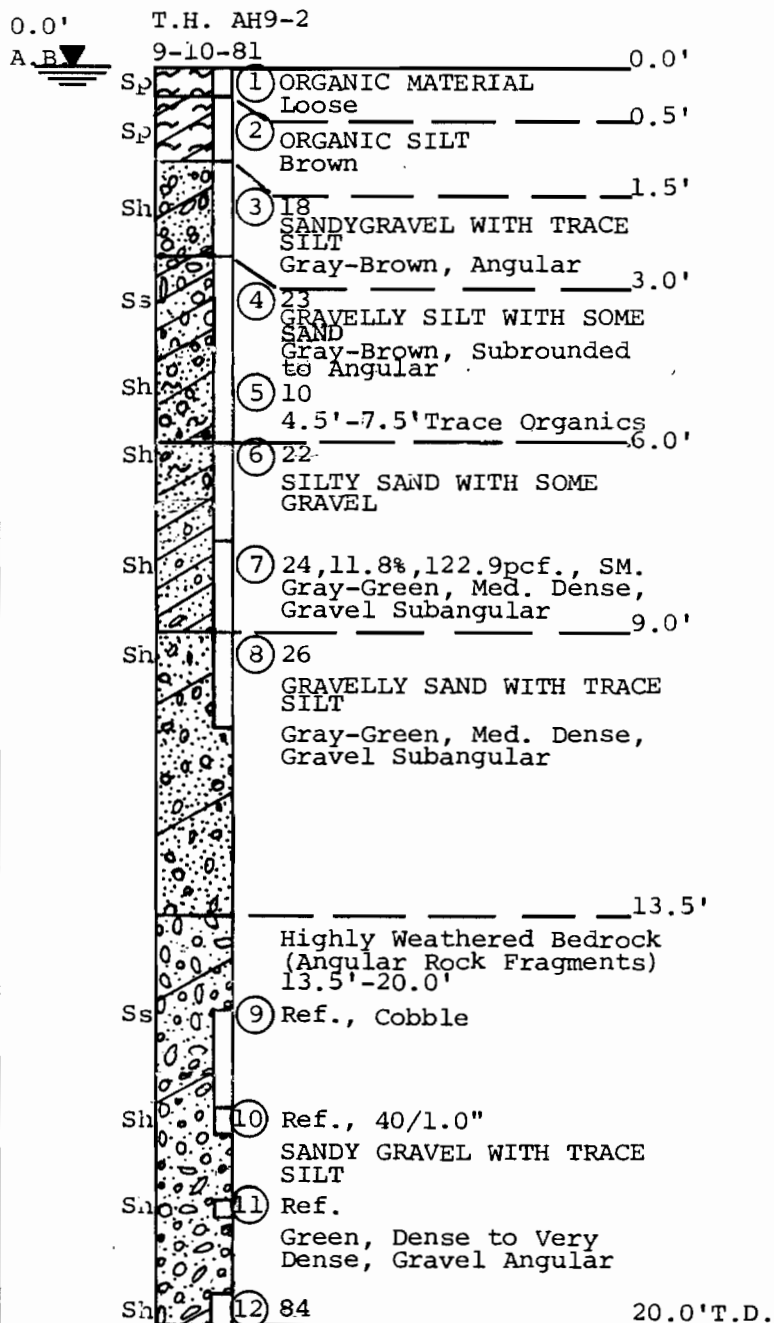 0.0' T.H. AH9-2
A.B. 9-10-81
0.0'
Sp 1 ORGANIC MATERIAL
Loose
0.5'
Sp 2 ORGANIC SILT
Brown
1.5'
Sh 3 18
SANDYGRAVEL WITH TRACE
SILT
Gray-Brown, Angular
3.0'
Ss 4 23
GRAVELLY SILT WITH SOME
SAND
Gray-Brown, Subrounded
to Angular
Sh 5 10
4.5'-7.5'Trace Organics
6.0'
Sh 6 22
SILTY SAND WITH SOME
GRAVEL
Sh 7 24,11.8%,122.9pcf., SM.
Gray-Green, Med. Dense,
Gravel Subangular
9.0'
Sh 8 26
GRAVELLY SAND WITH TRACE
SILT
Gray-Green, Med. Dense,
Gravel Subangular
13.5'
Highly Weathered Bedrock
(Angular Rock Fragments)
13.5'-20.0'
Ss 9 Ref., Cobble
Sh 10 Ref., 40/1.0"
SANDY GRAVEL WITH TRACE
SILT
Sh 11 Ref.
Green, Dense to Very
Dense, Gravel Angular
Sh 12 84 20.0'T.D.